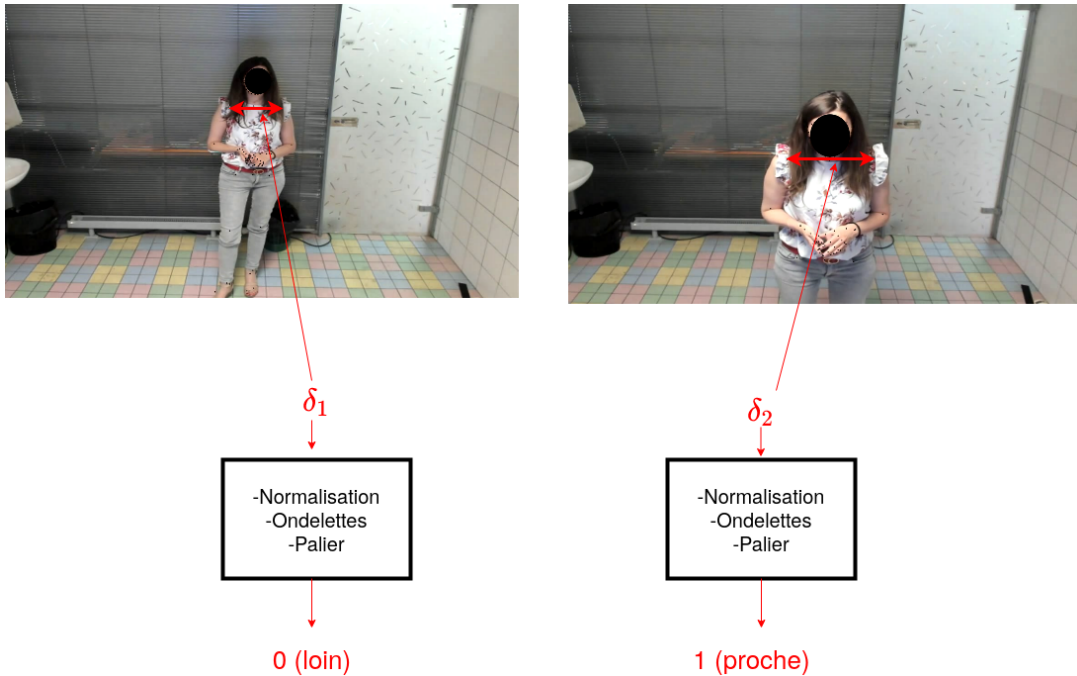 δ₁
δ₂
-Normalisation
-Ondelettes
-Palier
-Normalisation
-Ondelettes
-Palier
0 (loin)
1 (proche)